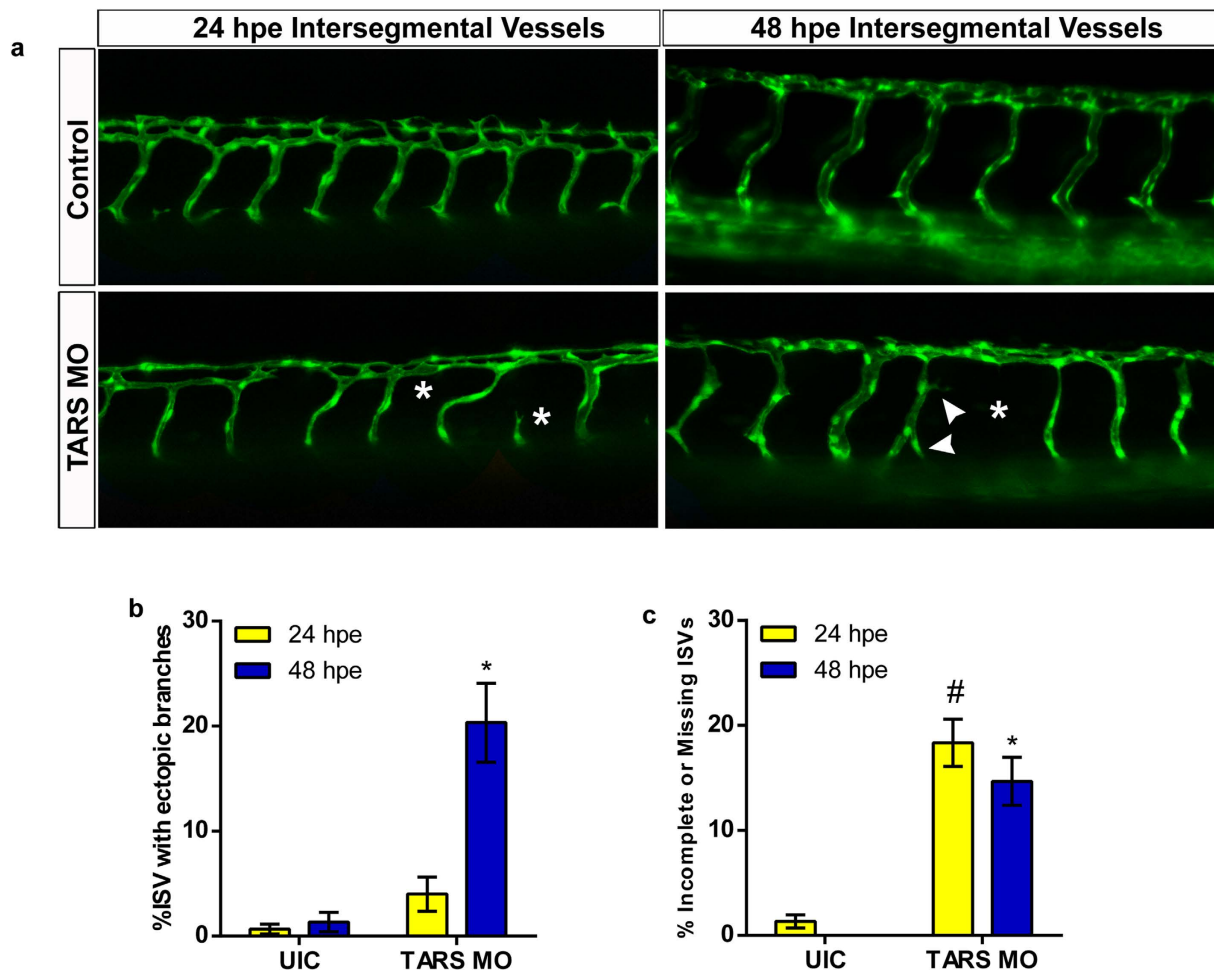 24 hpe Intersegmental Vessels
48 hpe Intersegmental Vessels
a
Control
TARS MO
*
*
*
b
%ISV with ectopic branches
30
20
10
0
24 hpe
48 hpe
*
UIC
TARS MO
c
% Incomplete or Missing ISVs
30
20
10
0
24 hpe
48 hpe
#
*
UIC
TARS MO